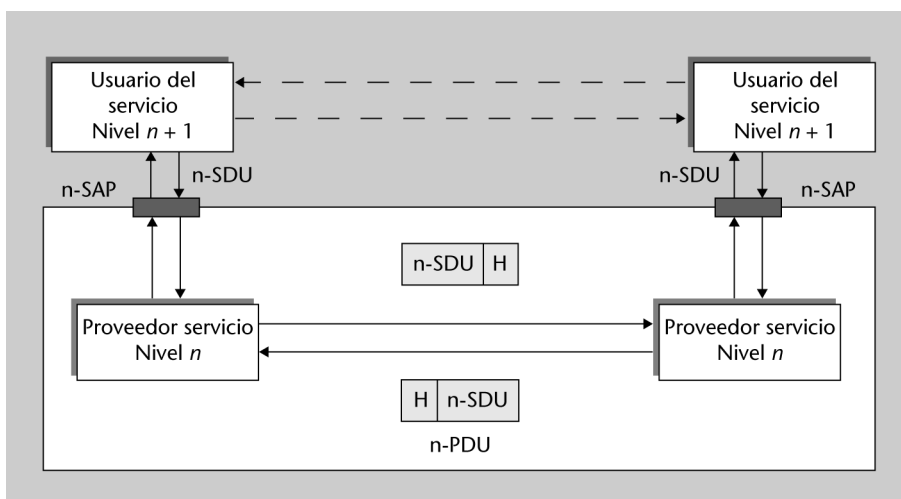 Usuario del
servicio
Nivel n + 1
Usuario del
servicio
Nivel n + 1
n-SAP
n-SDU
n-SDU
n-SAP
n-SDU H
Proveedor servicio
Nivel n
Proveedor servicio
Nivel n
H n-SDU
n-PDU